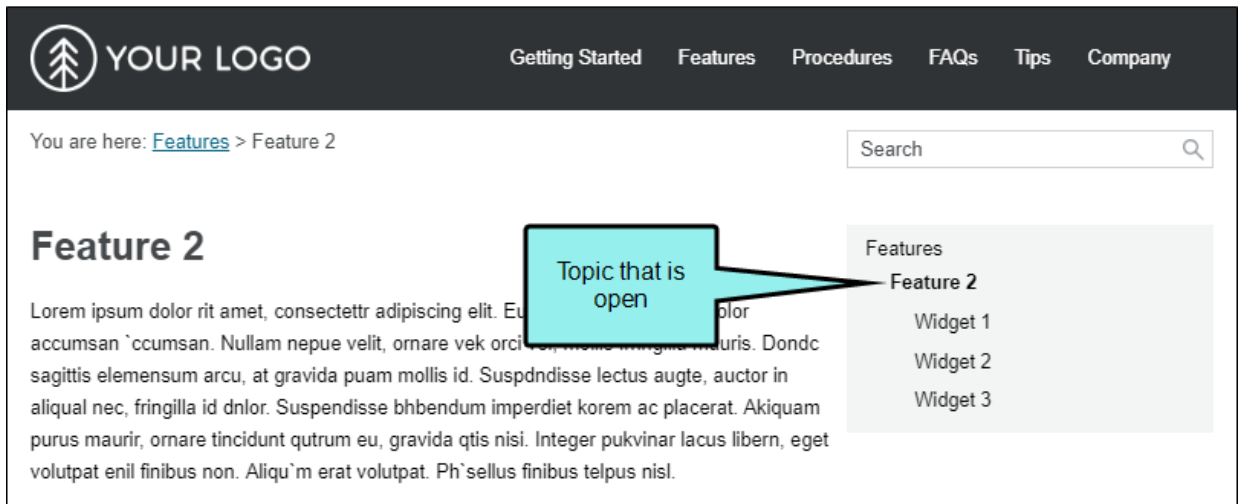 YOUR LOGO
Getting Started Features Procedures FAQs Tips Company
You are here: Features > Feature 2
Search
Feature 2
Topic that is
open
Features
Feature 2
Widget 1
Widget 2
Widget 3
Lorem ipsum dolor rit amet, consectettr adipiscing elit.
accumsan `ccumsan. Nullam nepue velit, ornare vek orci
sagittis elemensum arcu, at gravida puam mollis id. Suspdndisse lectus augte, auctor in
aliqual nec, fringilla id dnlor. Suspendisse bhbendum imperdiet korem ac placerat. Akiquam
purus maurir, ornare tincidunt qutrum eu, gravida qtis nisi. Integer pukvinar lacus libern, eget
volutpat enil finibus non. Aliqu`m erat volutpat. Ph`sellus finibus telpus nisl.